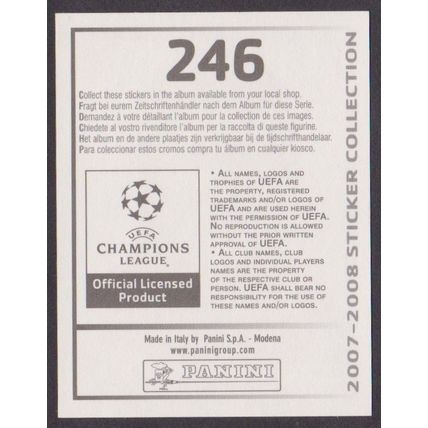 246
Collect these stickers in the album available from your local shop.
Fragt bei eurem Zeitschriftenhändler nach dem Album für diese Serie.
Demandez à votre détaillant l'album pour la collection de ces images.
Chiedete al vostro rivenditore l'album per la raccolta di queste figurine.
Het album en de andere plaatjes zijn verkrijgbaar bij de tijdschrifthandelaar.
Para coleccionar estos cromos compra tu álbum en cualquier kiosco.
UEFA
CHAMPIONS
LEAGUE
Official Licensed
Product
• ALL NAMES, LOGOS AND
TROPHIES OF UEFA ARE
THE PROPERTY, REGISTERED
TRADEMARKS AND/OR LOGOS OF
UEFA AND ARE USED HEREIN
WITH THE PERMISSION OF UEFA.
NO REPRODUCTION IS ALLOWED
WITHOUT THE PRIOR WRITTEN
APPROVAL OF UEFA.
• ALL CLUB NAMES, CLUB
LOGOS AND INDIVIDUAL PLAYERS
NAMES ARE THE PROPERTY
OF THE RESPECTIVE CLUB OR
PERSON. UEFA SHALL BEAR NO
RESPONSIBILITY FOR THE USE OF
THESE NAMES AND/OR LOGOS.
Made in Italy by Panini S.p.A. - Modena
www.paninigroup.com
PANINI
2007-2008 STICKER COLLECTION